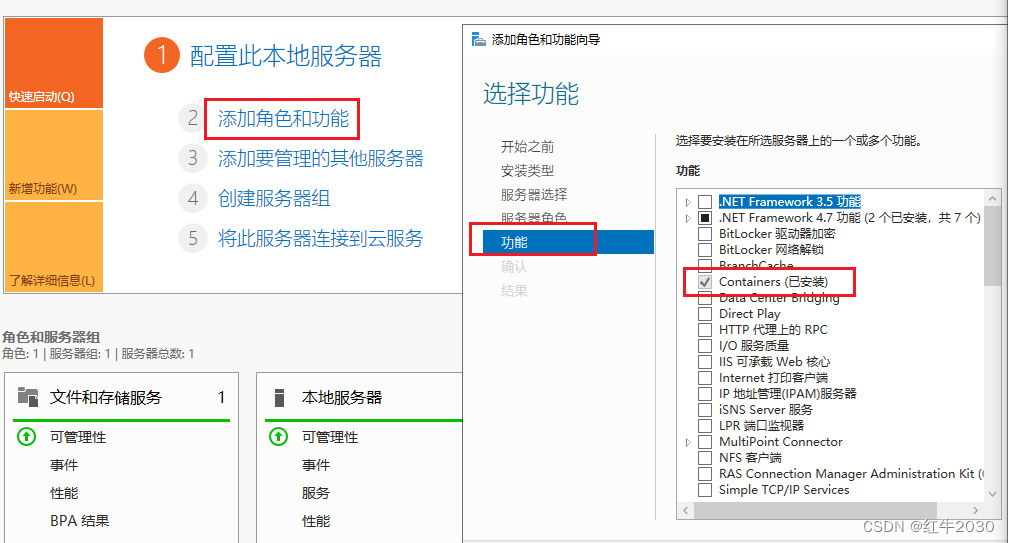 快速启动(Q)
新增功能(W)
了解详细信息(L)
1 配置此本地服务器
2 添加角色和功能
3 添加要管理的其他服务器
4 创建服务器组
5 将此服务器连接到云服务
角色和服务器组
角色: 1 | 服务器组: 1 | 服务器总数: 1
文件和存储服务 1
可管理性
事件
性能
BPA 结果
本地服务器
可管理性
事件
服务
性能
添加角色和功能向导
选择功能
开始之前
安装类型
服务器选择
服务器角色
功能
确认
结果
选择要安装在所选服务器上的一个或多个功能。
功能
.NET Framework 3.5 功能
.NET Framework 4.7 功能 (2 个已安装，共 7 个)
BitLocker 驱动器加密
BitLocker 网络解锁
BranchCache
Containers (已安装)
Data Center Bridging
Direct Play
HTTP 代理上的 RPC
I/O 服务质量
IIS 可承载 Web 核心
Internet 打印客户端
IP 地址管理(IPAM)服务器
iSNS Server 服务
LPR 端口监视器
MultiPoint Connector
NFS 客户端
RAS Connection Manager Administration Kit (
Simple TCP/IP Services
CSDN @红牛2030